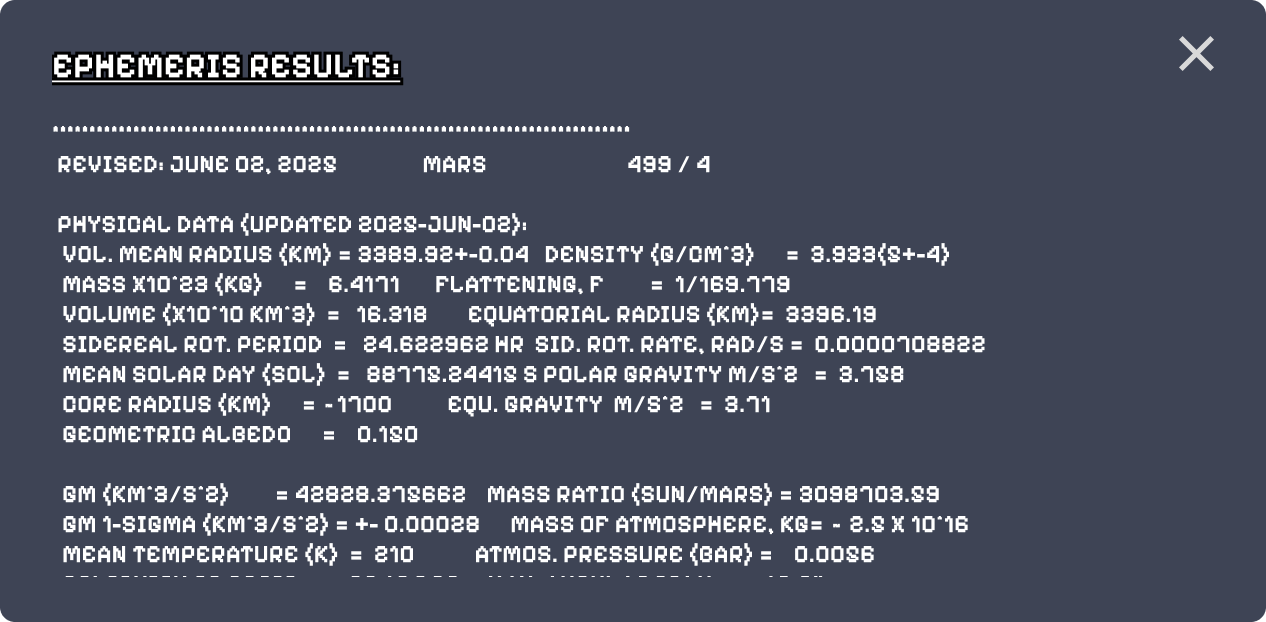 EPHEMERIS RESULTS:
*******************************************************************************
REVISED: JUNE 02, 2025 MARS 499 / 4
PHYSICAL DATA (UPDATED 2025-JUN-02):
VOL. MEAN RADIUS (KM) = 3389.92+-0.04 DENSITY (G/CM^3) = 3.933(5+-4)
MASS X10^23 (KG) = 6.4171 FLATTENING, F = 1/169.779
VOLUME (X10^10 KM^3) = 16.318 EQUATORIAL RADIUS (KM)= 3396.19
SIDEREAL ROT. PERIOD = 24.622962 HR SID. ROT. RATE, RAD/S = 0.0000708822
MEAN SOLAR DAY (SOL) = 88775.24415 S POLAR GRAVITY M/S^2 = 3.758
CORE RADIUS (KM) = ~1700 EQU. GRAVITY M/S^2 = 3.71
GEOMETRIC ALBEDO = 0.150
GM (KM^3/S^2) = 42828.375662 MASS RATIO (SUN/MARS) = 3098703.59
GM 1-SIGMA (KM^3/S^2) = +- 0.00028 MASS OF ATMOSPHERE, KG= ~ 2.5 X 10^16
MEAN TEMPERATURE (K) = 210 ATMOS. PRESSURE (BAR) = 0.0056